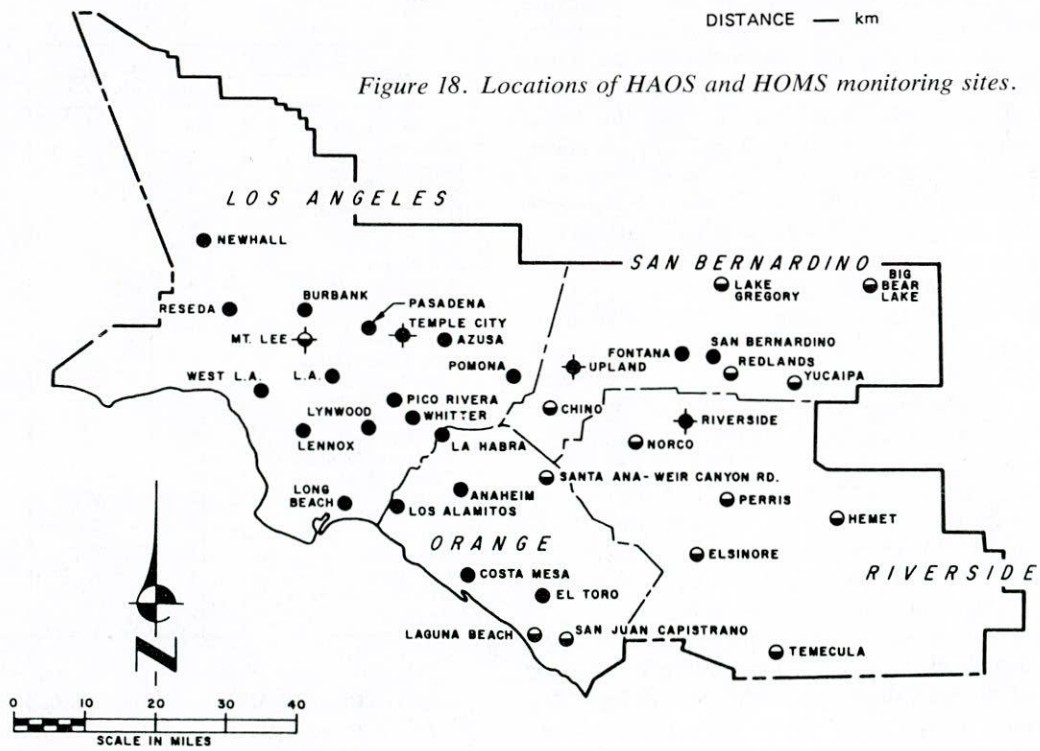 DISTANCE — km
Figure 18. Locations of HAOS and HOMS monitoring sites.
LOS ANGELES
NEWHALL
SAN BERNARDINO
LAKE
GREGORY
BIG
BEAR
LAKE
RESEDA
BURBANK
PASADENA
TEMPLE CITY
MT. LEE
AZUSA
SAN BERNARDINO
FONTANA
REDLANDS
UPLAND
POMONA
YUCAIPA
WEST L.A.
L.A.
PICO RIVERA
CHINO
WHITTER
LYNWOOD
RIVERSIDE
LENNOX
LA HABRA
NORCO
SANTA ANA-WEIR CANYON RD.
ANAHEIM
LONG
BEACH
LOS ALAMITOS
PERRIS
HEMET
ORANGE
ELSINORE
COSTA MESA
RIVERSIDE
EL TORO
LAGUNA BEACH
SAN JUAN CAPISTRANO
TEMECULA
N
0 10 20 30 40
SCALE IN MILES